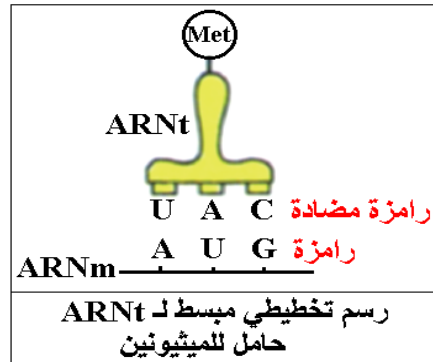 Met
ARNt
U A C رامزة مضادة
A U G رامزة
ARNm
رسم تخطيطي مبسط لـ ARNt
حامل للميثيونين